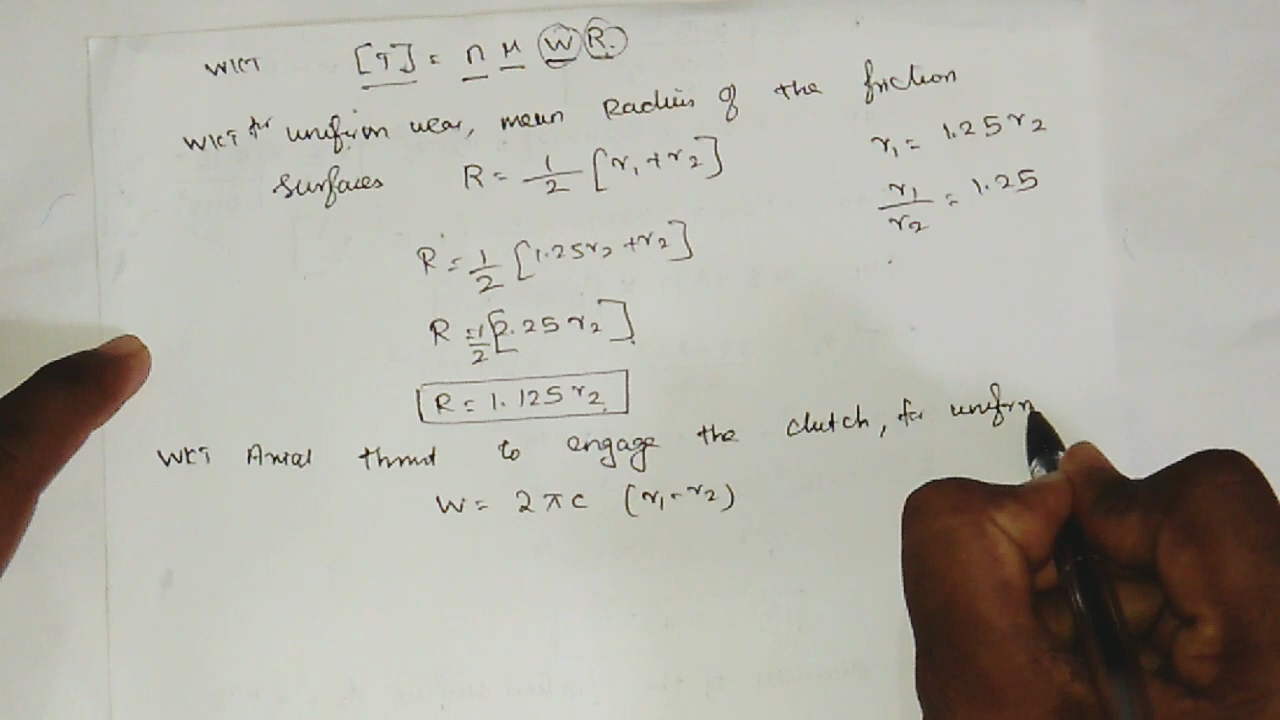 WKT [T] = n μ W R.
WKT for uniform wear, mean Radius of the friction
surfaces R = 1/2 [r1 + r2]
r1 = 1.25 r2
r1/r2 = 1.25
R = 1/2 [1.25 r2 + r2]
R = 1/2 [2.25 r2]
R = 1.125 r2
WKT Axial thrust to engage the clutch, for uniform
W = 2πc (r1 - r2)